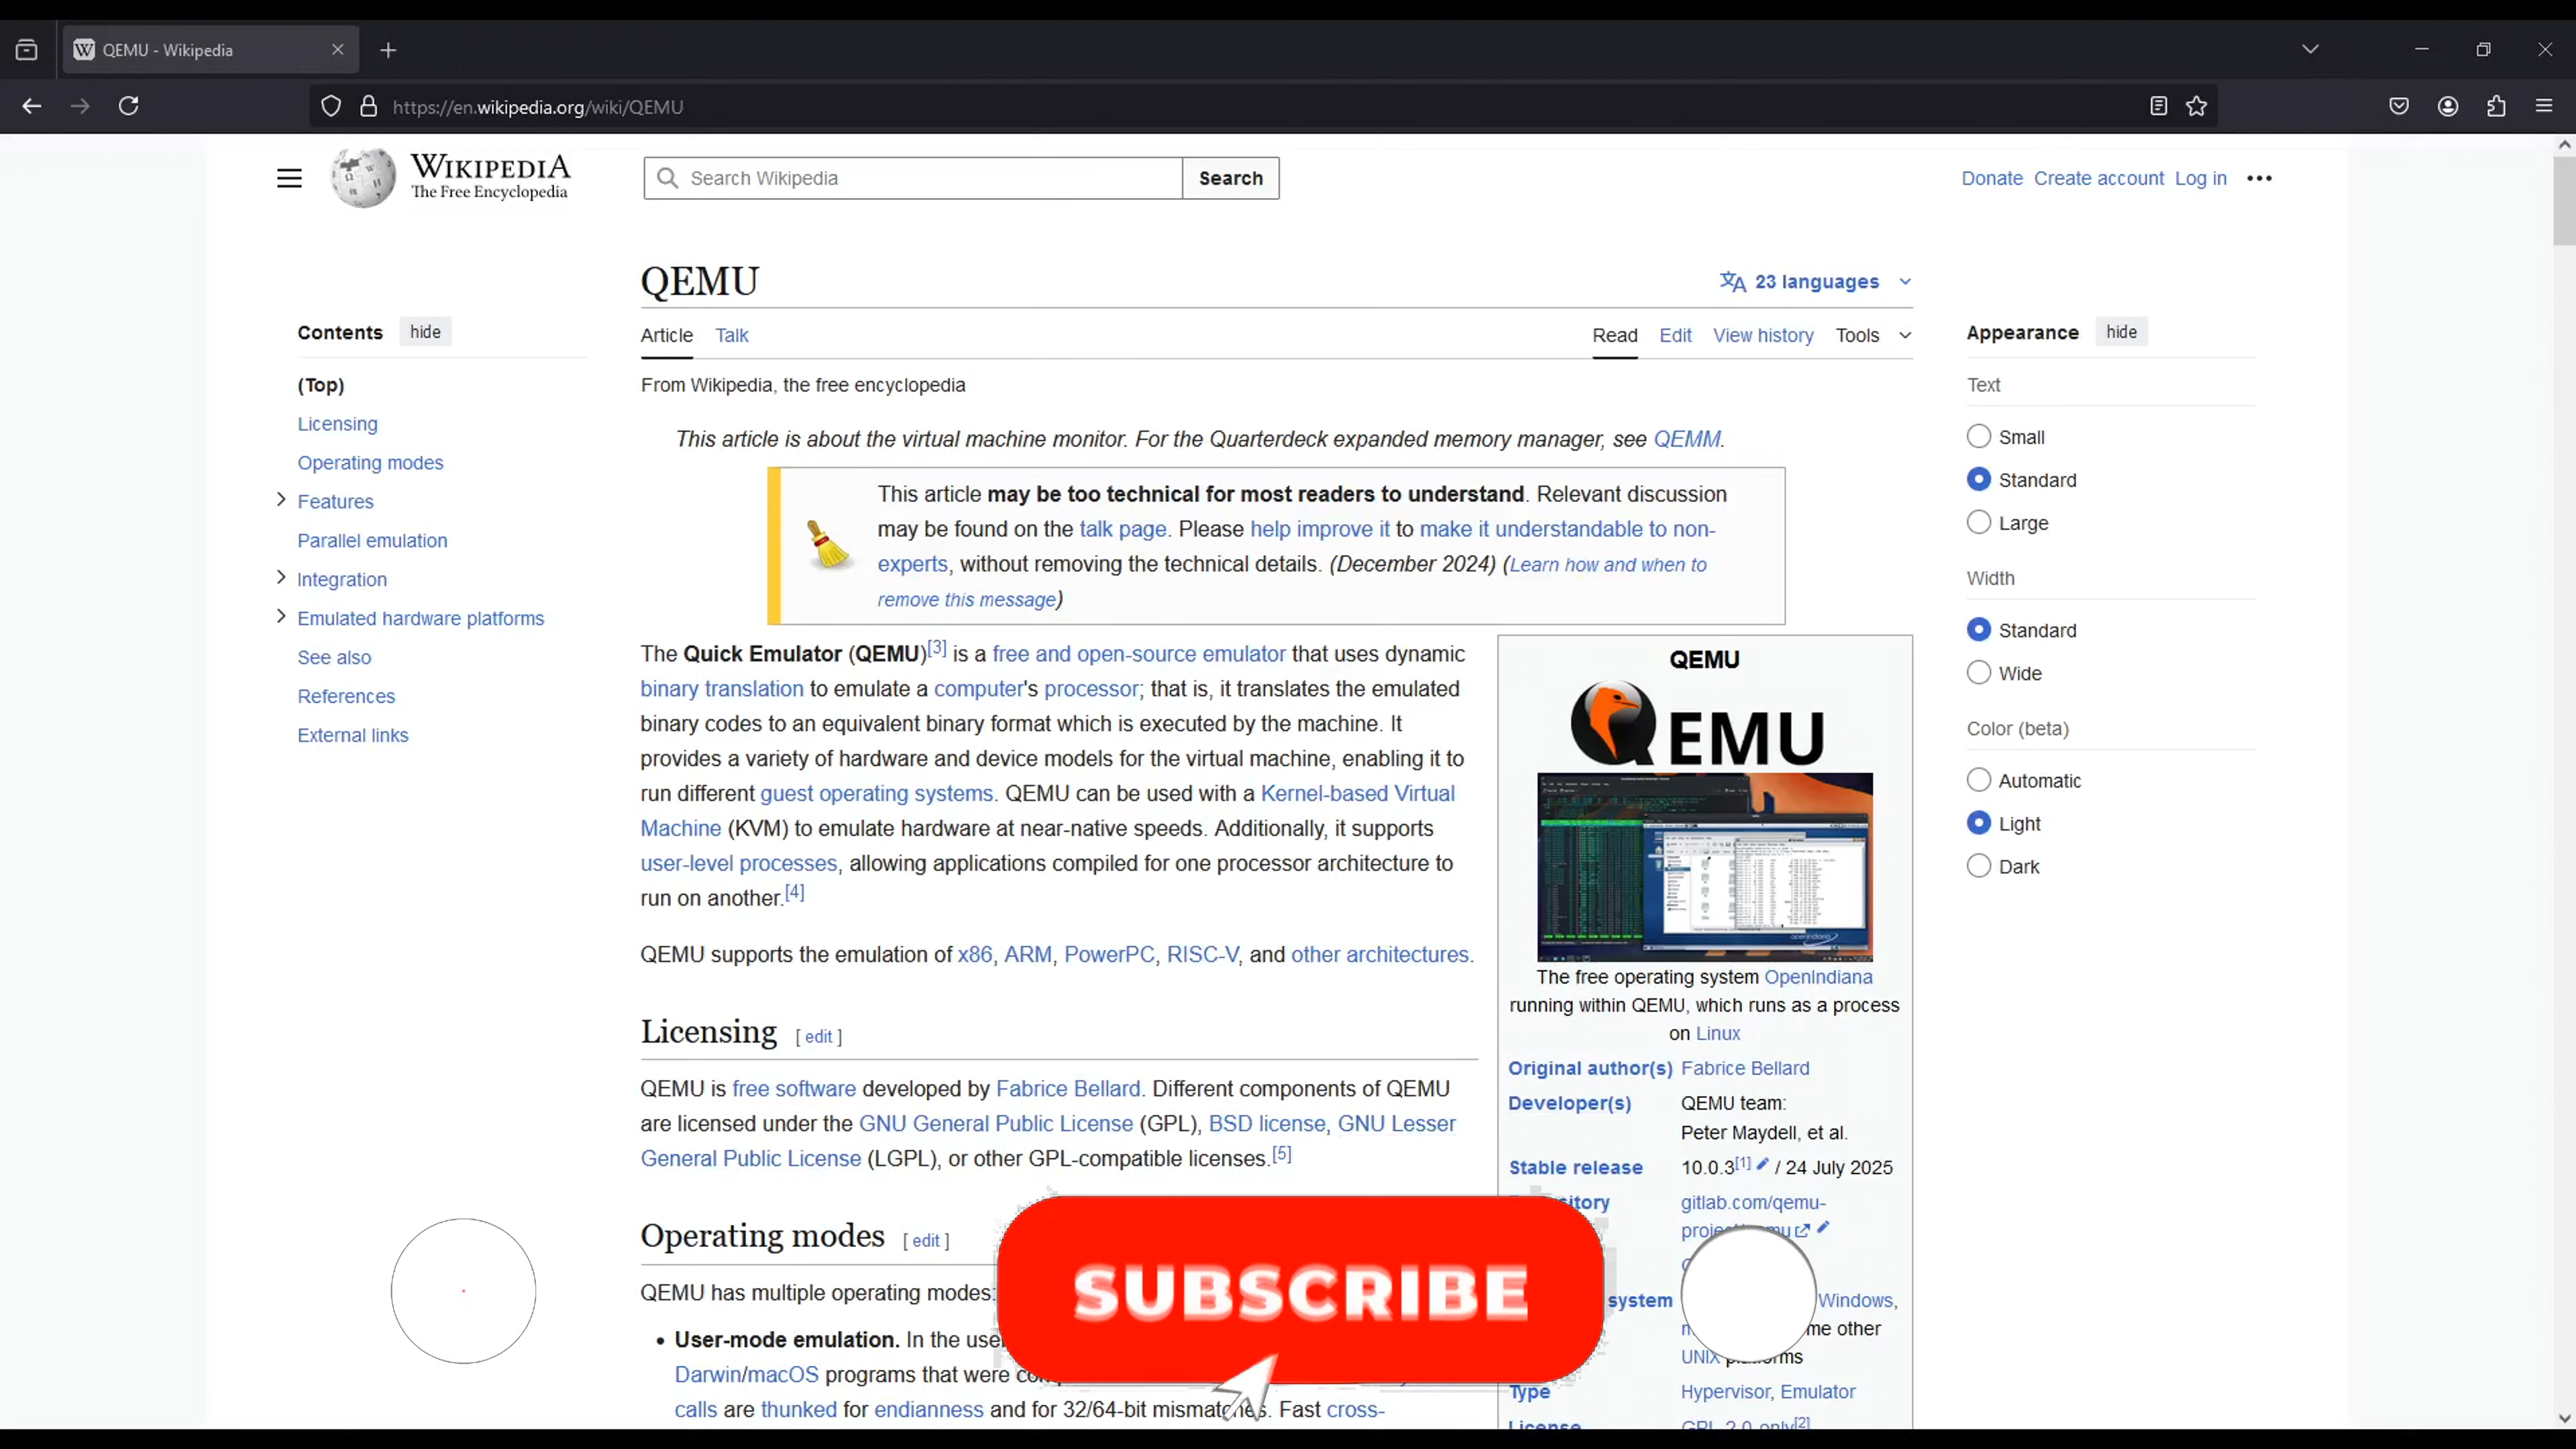 QEMU - Wikipedia
https://en.wikipedia.org/wiki/QEMU
WIKIPEDIA
The Free Encyclopedia
Search Wikipedia
Search
Donate Create account Log in
QEMU
23 languages
Contents hide
(Top)
Licensing
Operating modes
Features
Parallel emulation
Integration
Emulated hardware platforms
See also
References
External links
Article Talk
Read Edit View history Tools
From Wikipedia, the free encyclopedia
This article is about the virtual machine monitor. For the Quarterdeck expanded memory manager, see QEMM.
This article may be too technical for most readers to understand. Relevant discussion
may be found on the talk page. Please help improve it to make it understandable to non-
experts, without removing the technical details. (December 2024) (Learn how and when to
remove this message)
The Quick Emulator (QEMU)[3] is a free and open-source emulator that uses dynamic
binary translation to emulate a computer's processor; that is, it translates the emulated
binary codes to an equivalent binary format which is executed by the machine. It
provides a variety of hardware and device models for the virtual machine, enabling it to
run different guest operating systems. QEMU can be used with a Kernel-based Virtual
Machine (KVM) to emulate hardware at near-native speeds. Additionally, it supports
user-level processes, allowing applications compiled for one processor architecture to
run on another.[4]
QEMU supports the emulation of x86, ARM, PowerPC, RISC-V, and other architectures.
Licensing [ edit ]
QEMU is free software developed by Fabrice Bellard. Different components of QEMU
are licensed under the GNU General Public License (GPL), BSD license, GNU Lesser
General Public License (LGPL), or other GPL-compatible licenses.[5]
Operating modes [ edit ]
QEMU has multiple operating modes:
• User-mode emulation. In the
Darwin/macOS programs that were
calls are thunked for endianness and for 32/64-bit mismatches. Fast cross-
QEMU
QEMU
The free operating system OpenIndiana
running within QEMU, which runs as a process
on Linux
Original author(s) Fabrice Bellard
Developer(s) QEMU team:
Peter Maydell, et al.
Stable release 10.0.3[1] / 24 July 2025
gitlab.com/qemu-
system Windows,
other
UNIX platforms
Type Hypervisor, Emulator
License GPL-2.0-only[2]
SUBSCRIBE
Appearance hide
Text
Small
Standard
Large
Width
Standard
Wide
Color (beta)
Automatic
Light
Dark